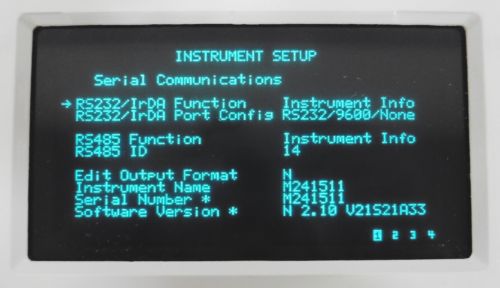 INSTRUMENT SETUP
Serial Communications
→ RS232/IrDA Function Instrument Info
RS232/IrDA Port Config RS232/9600/None
RS485 Function Instrument Info
RS485 ID 14
Edit Output Format N
Instrument Name M241511
Serial Number * M241511
Software Version * N 2.10 V21S21A33
1 2 3 4